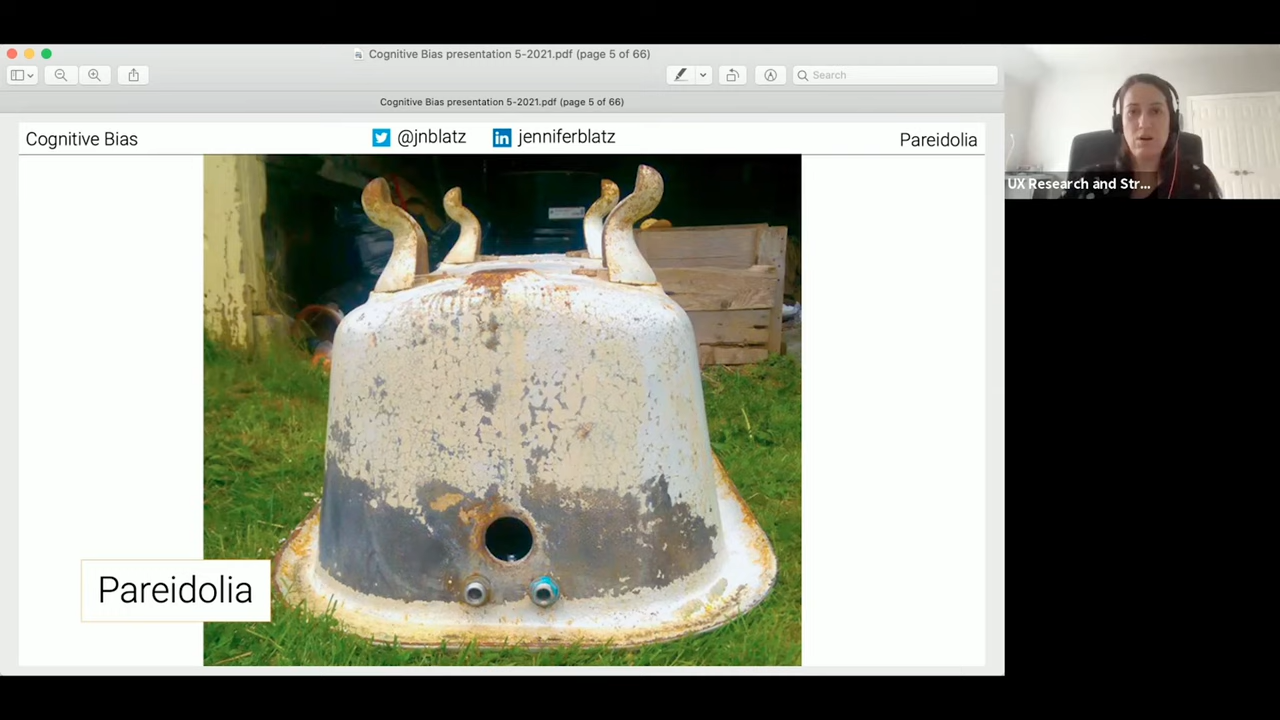 Cognitive Bias presentation 5-2021.pdf (page 5 of 66)
Search
Cognitive Bias presentation 5-2021.pdf (page 5 of 66)
Cognitive Bias
@jnblatz
jenniferblatz
Pareidolia
UX Research and Str...
Pareidolia